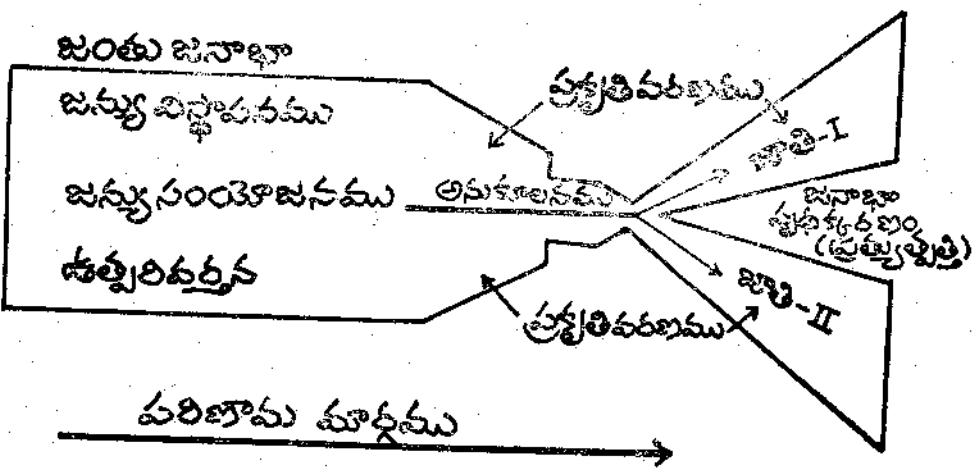 జంతు జనాభా
జన్యు విస్థాపనము
ప్రకృతివరణము
జాతి-I
జన్యు సంయోజనము
అనుకూలనము
జనాభా
పృథక్కరణం
(ప్రత్యుత్పత్తి)
ఉత్పరివర్తన
జాతి-II
ప్రకృతివరణము
పరిణామ మార్గము